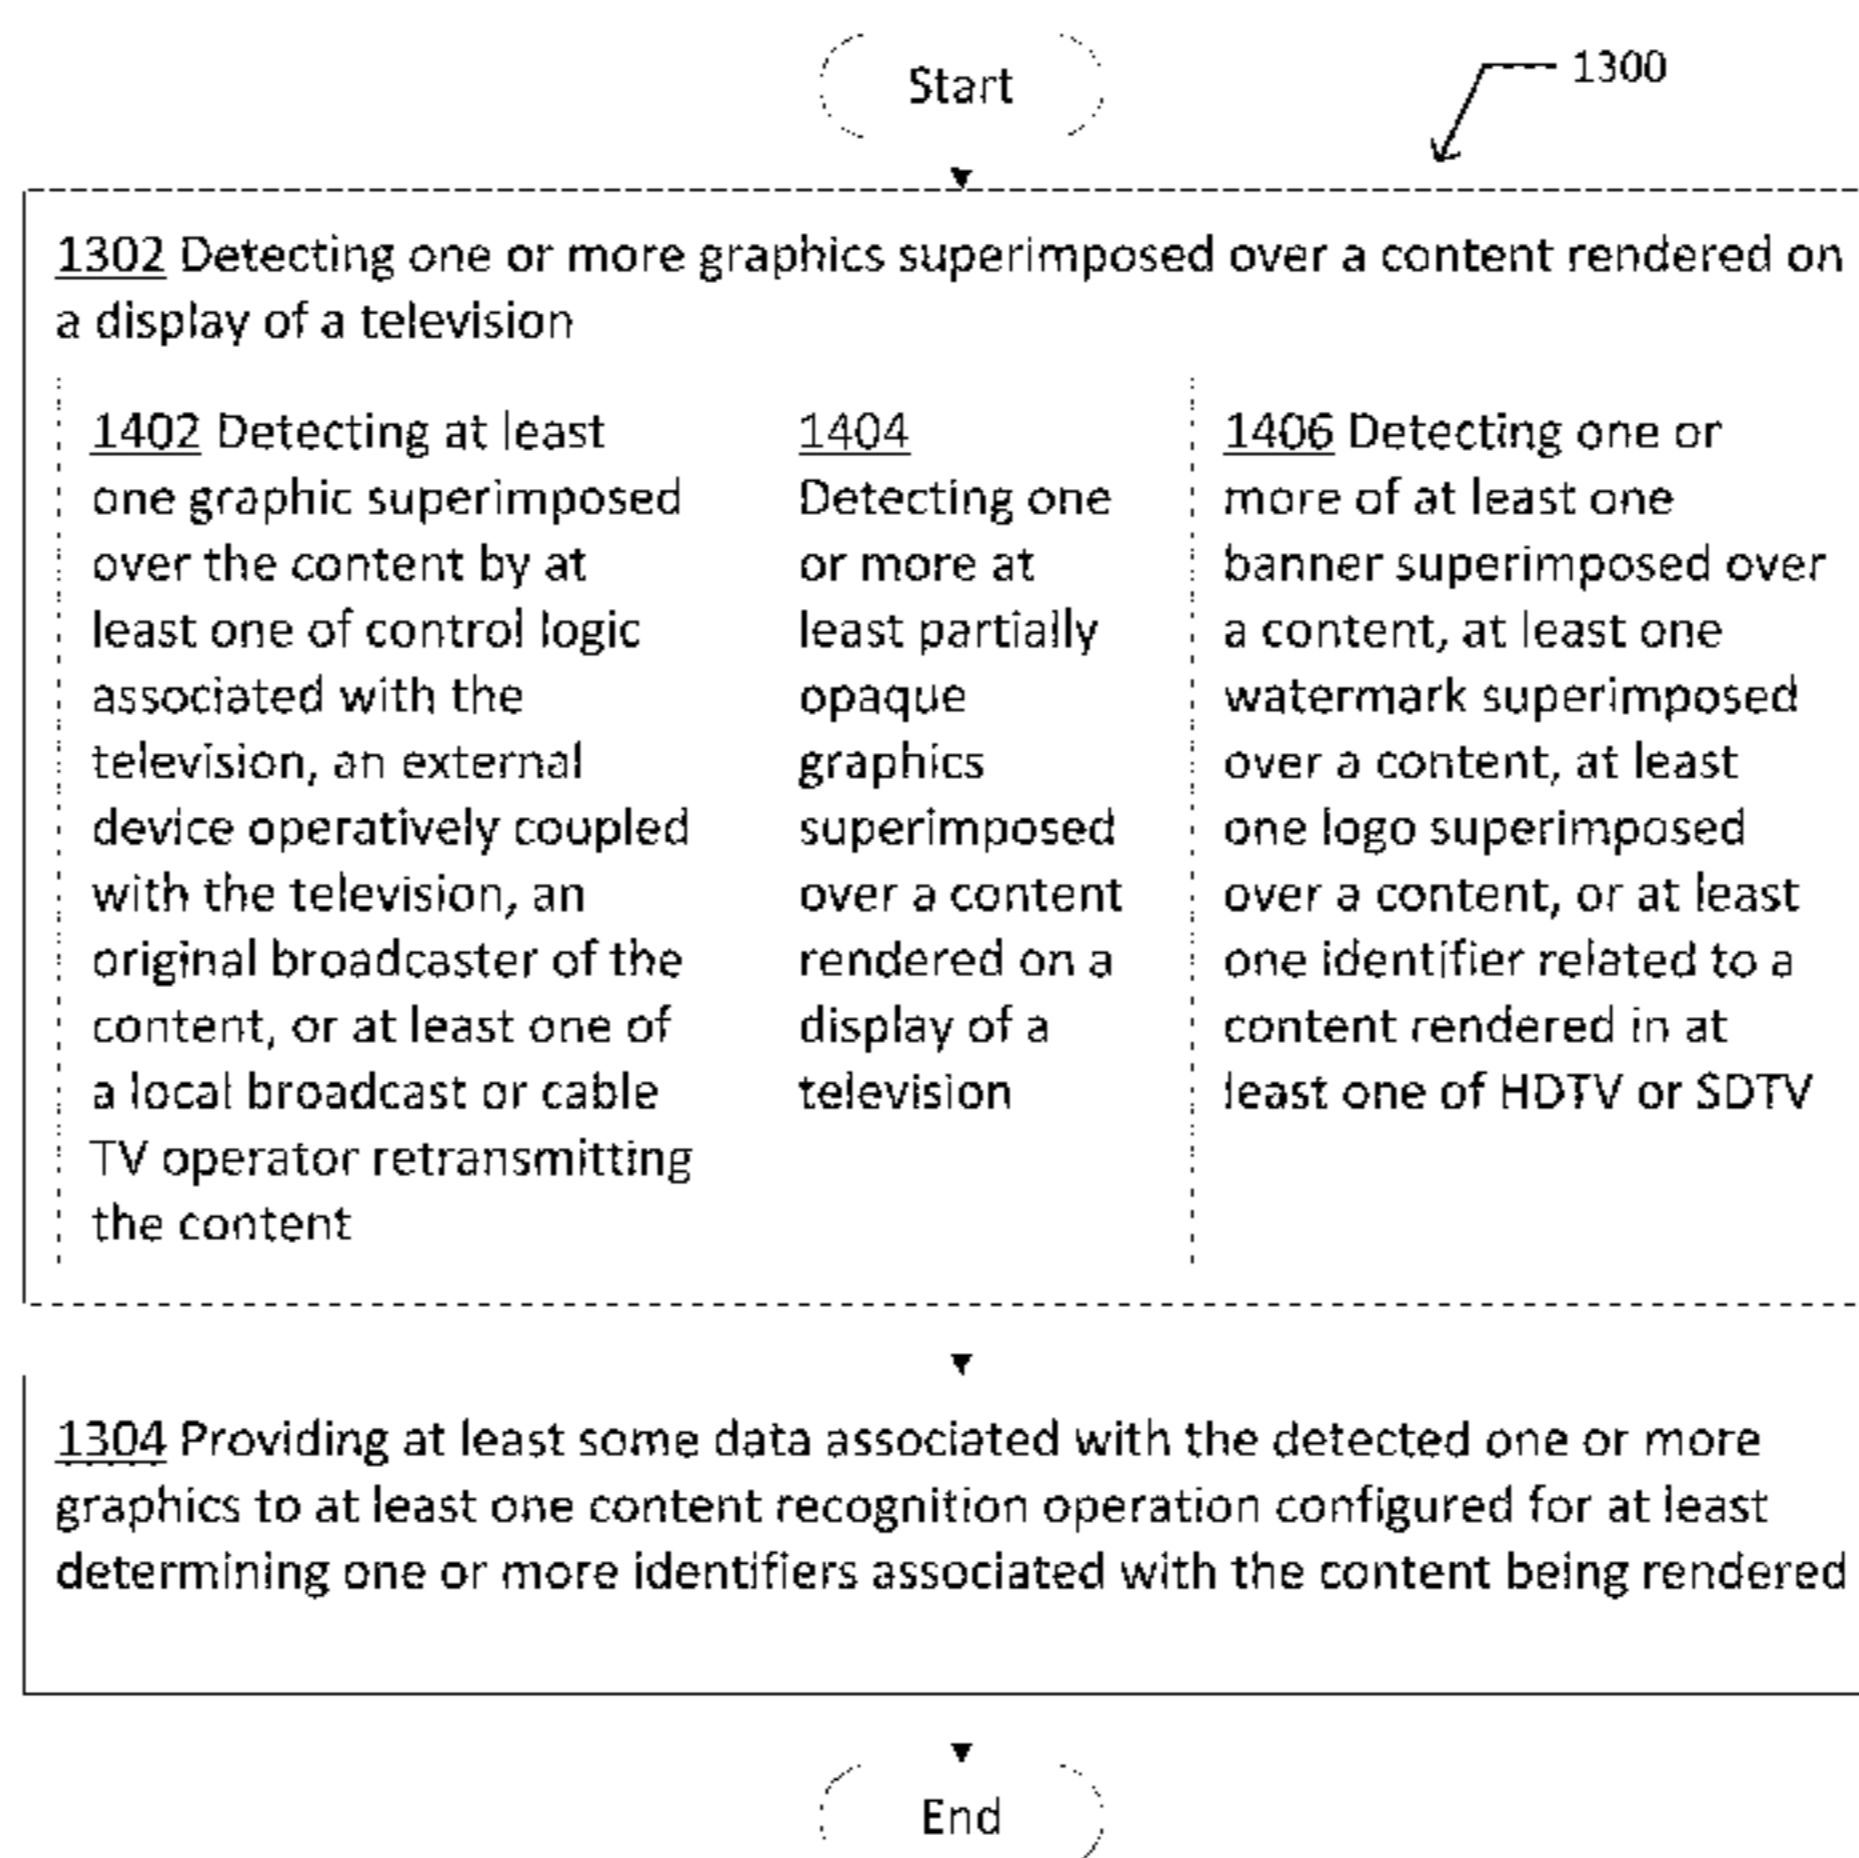 Start
1300
1302 Detecting one or more graphics superimposed over a content rendered on
a display of a television
1402 Detecting at least
one graphic superimposed
over the content by at
least one of control logic
associated with the
television, an external
device operatively coupled
with the television, an
original broadcaster of the
content, or at least one of
a local broadcast or cable
TV operator retransmitting
the content
1404
Detecting one
or more at
least partially
opaque
graphics
superimposed
over a content
rendered on a
display of a
television
1406 Detecting one or
more of at least one
banner superimposed over
a content, at least one
watermark superimposed
over a content, at least
one logo superimposed
over a content, or at least
one identifier related to a
content rendered in at
least one of HDTV or SDTV
1304 Providing at least some data associated with the detected one or more
graphics to at least one content recognition operation configured for at least
determining one or more identifiers associated with the content being rendered
End